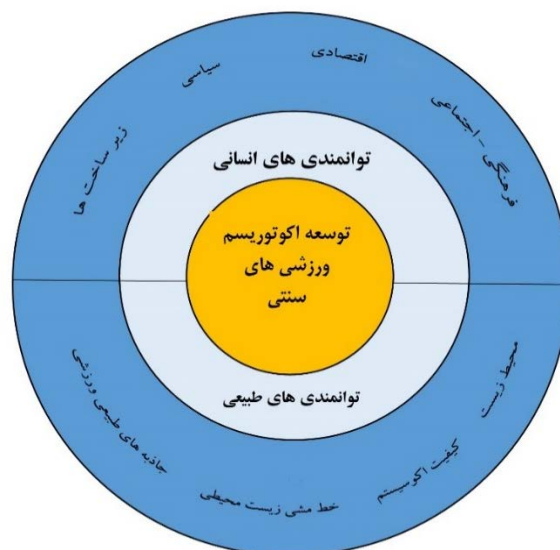 فرهنگی - اجتماعی
اقتصادی
سیاسی
زیر ساخت ها
توانمندی های انسانی
توسعه اکوتوریسم
ورزشی های
سنتی
توانمندی های طبیعی
محیط زیست
کیفیت اکوسیستم
خط مشی زیست محیطی
جاذبه های طبیعی ورزشی